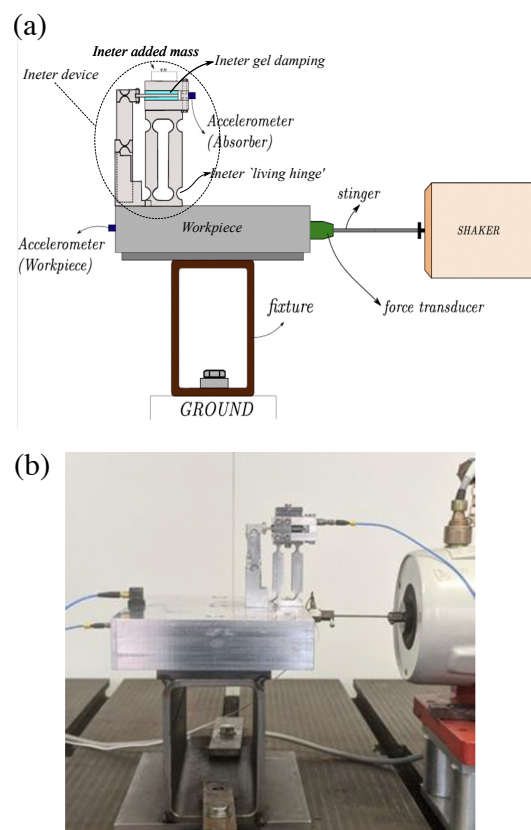 (a)
Ineter added mass
Ineter gel damping
Ineter device
Accelerometer
(Absorber)
Ineter `living hinge'
stinger
Workpiece
SHAKER
Accelerometer
(Workpiece)
fixture
force transducer
GROUND
(b)